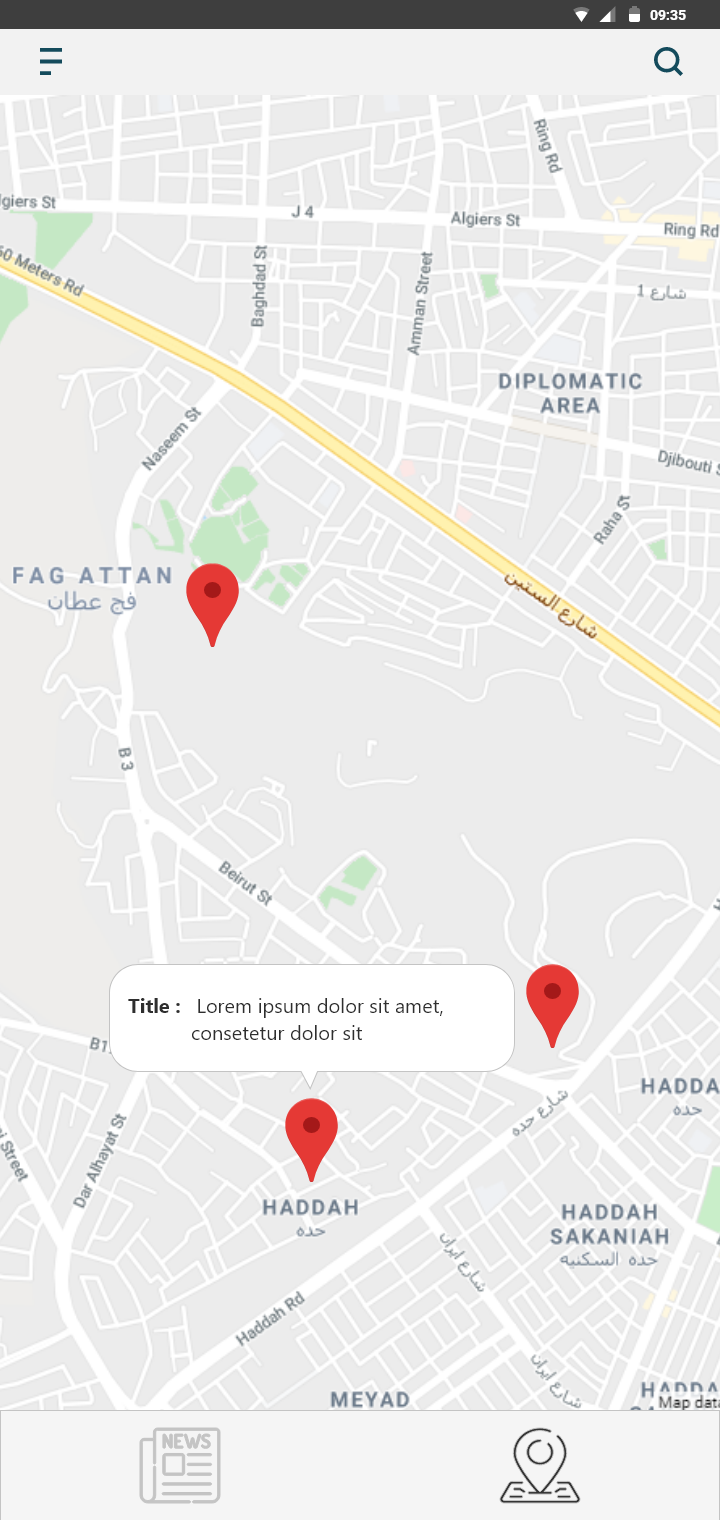 09:35
Ring Rd
lgiers St
J 4
Algiers St
Ring Rd
60 Meters Rd
Baghdad St
Amman Street
شارع 1
DIPLOMATIC
AREA
Naseem St
Djibouti S
Raha St
FAG ATTAN
فج عطان
شارع الستين
B 3
Beirut St
Title : Lorem ipsum dolor sit amet,
consetetur dolor sit
B1
HADDA
حده
شارع حده
Street
Dar Alhayat St
HADDAH
حده
HADDAH
SAKANIAH
حده السكنيه
شارع ايران
Haddah Rd
شارع ايران
MEYAD
HADDA
Map data
NEWS